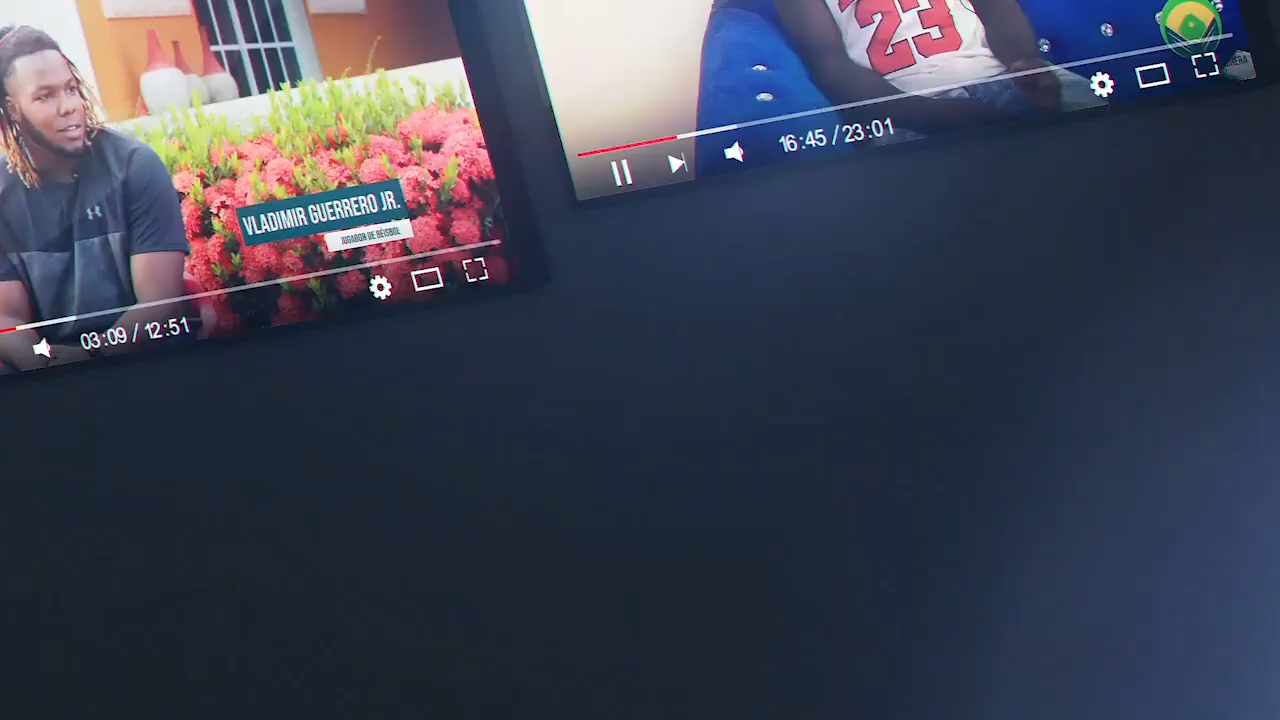 VLADIMIR GUERRERO JR.
JUGADOR DE BÉISBOL
03:09 / 12:51
23
16:45 / 23:01